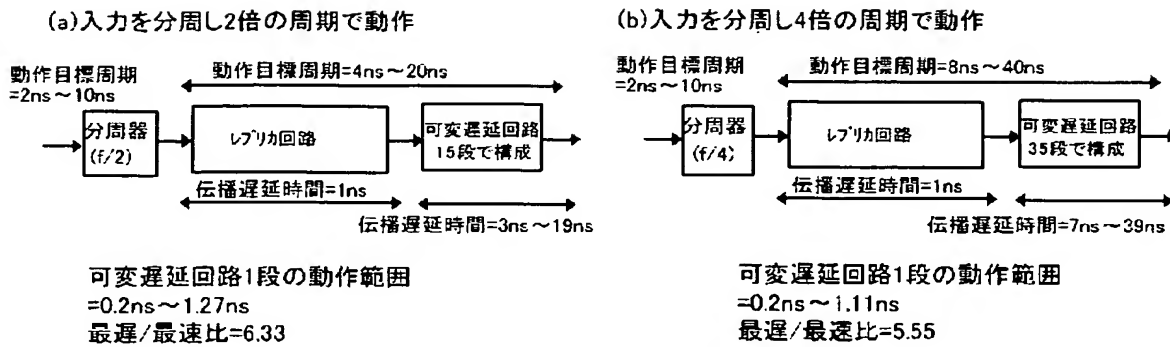 (a)入力を分周し2倍の周期で動作
動作目標周期
=2ns～10ns
動作目標周期=4ns～20ns
分周器
(f/2)
レプリカ回路
可変遅延回路
15段で構成
伝播遅延時間=1ns
伝播遅延時間=3ns～19ns
可変遅延回路1段の動作範囲
=0.2ns～1.27ns
最遅/最速比=6.33
(b)入力を分周し4倍の周期で動作
動作目標周期
=2ns～10ns
動作目標周期=8ns～40ns
分周器
(f/4)
レプリカ回路
可変遅延回路
35段で構成
伝播遅延時間=1ns
伝播遅延時間=7ns～39ns
可変遅延回路1段の動作範囲
=0.2ns～1.11ns
最遅/最速比=5.55